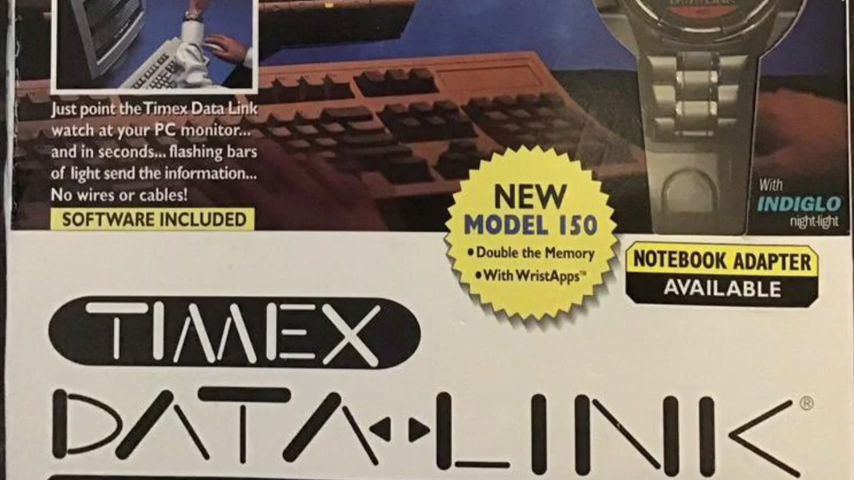 DATA LINK
Just point the Timex Data Link
watch at your PC monitor...
and in seconds... flashing bars
of light send the information...
No wires or cables!
SOFTWARE INCLUDED
NEW
MODEL 150
•Double the Memory
•With WristApps™
With
INDIGLO
night-light
NOTEBOOK ADAPTER
AVAILABLE
TIMEX
DATA LINK®